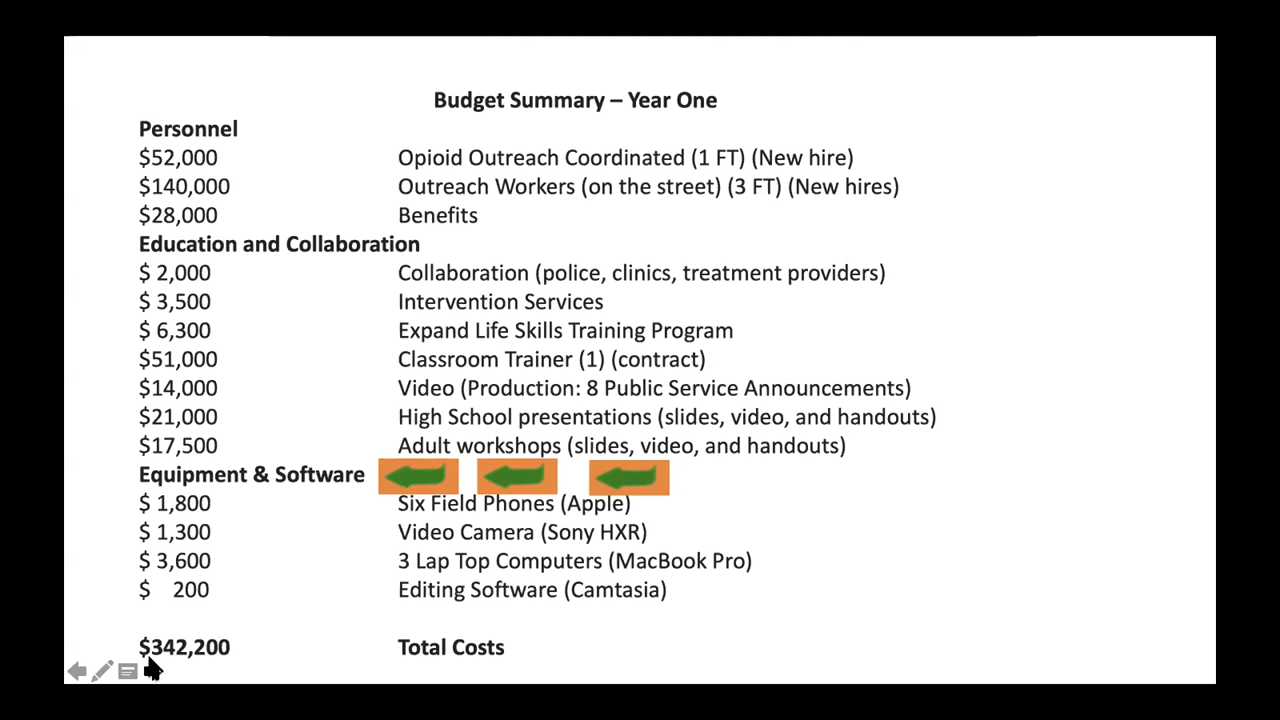 Budget Summary – Year One
Personnel
$52,000 Opioid Outreach Coordinated (1 FT) (New hire)
$140,000 Outreach Workers (on the street) (3 FT) (New hires)
$28,000 Benefits
Education and Collaboration
$ 2,000 Collaboration (police, clinics, treatment providers)
$ 3,500 Intervention Services
$ 6,300 Expand Life Skills Training Program
$51,000 Classroom Trainer (1) (contract)
$14,000 Video (Production: 8 Public Service Announcements)
$21,000 High School presentations (slides, video, and handouts)
$17,500 Adult workshops (slides, video, and handouts)
Equipment & Software
$ 1,800 Six Field Phones (Apple)
$ 1,300 Video Camera (Sony HXR)
$ 3,600 3 Lap Top Computers (MacBook Pro)
$ 200 Editing Software (Camtasia)
$342,200 Total Costs